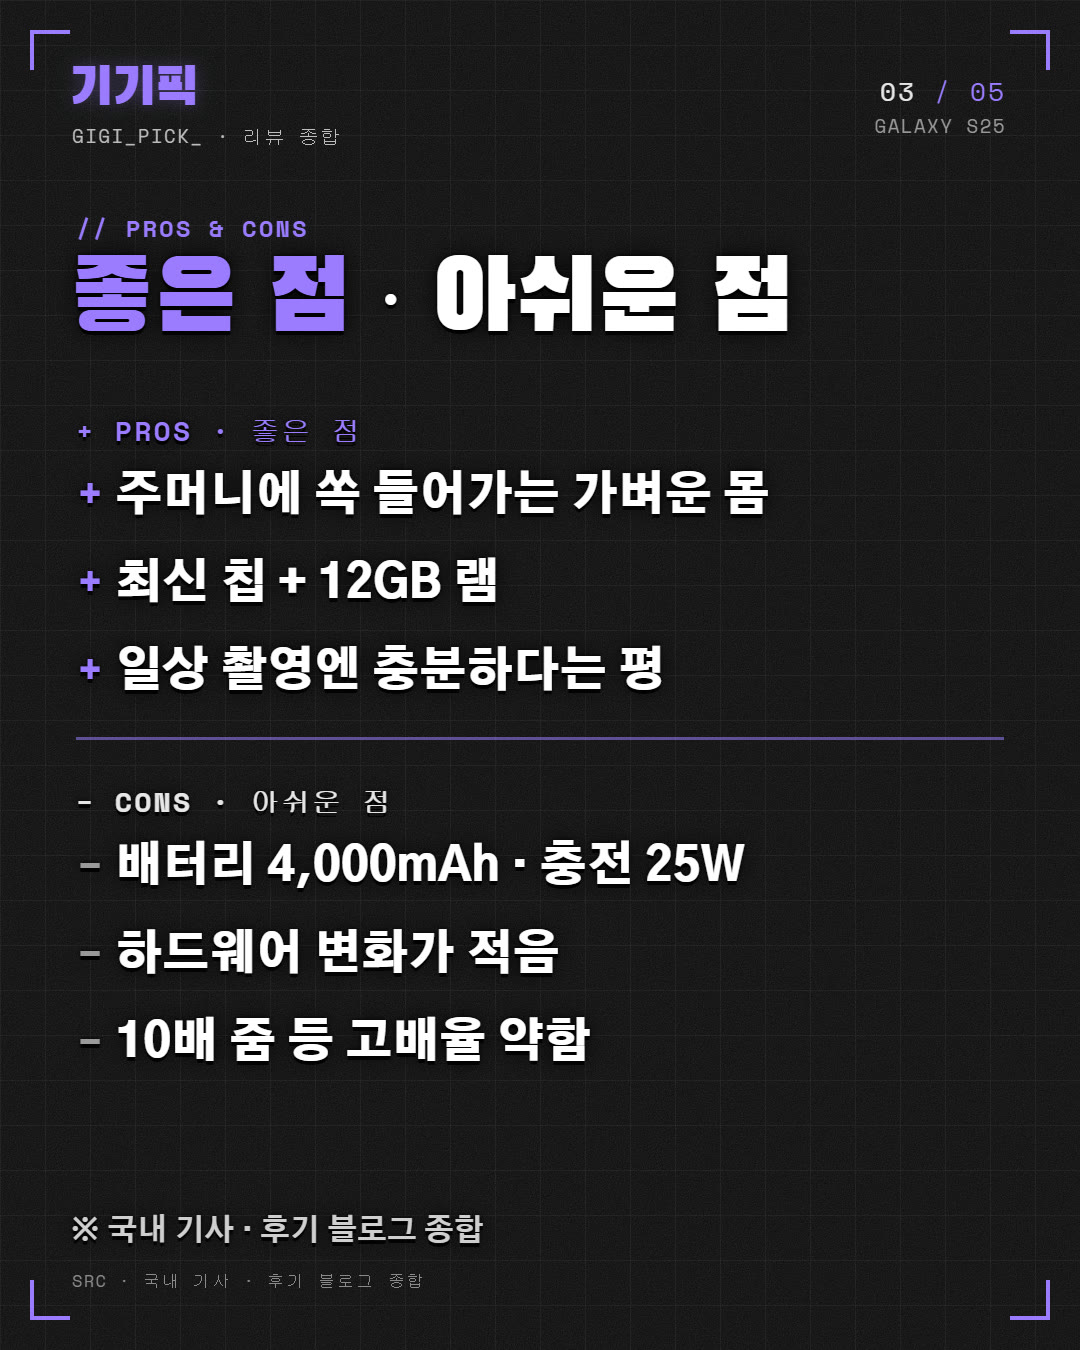 기기픽
GIGI_PICK_ · 리뷰 종합
03 / 05
GALAXY S25
// PROS & CONS
좋은 점 · 아쉬운 점
+ PROS · 좋은 점
+ 주머니에 쏙 들어가는 가벼운 몸
+ 최신 칩 + 12GB 램
+ 일상 촬영엔 충분하다는 평
- CONS · 아쉬운 점
- 배터리 4,000mAh · 충전 25W
- 하드웨어 변화가 적음
- 10배 줌 등 고배율 약함
※ 국내 기사 · 후기 블로그 종합
SRC · 국내 기사 · 후기 블로그 종합